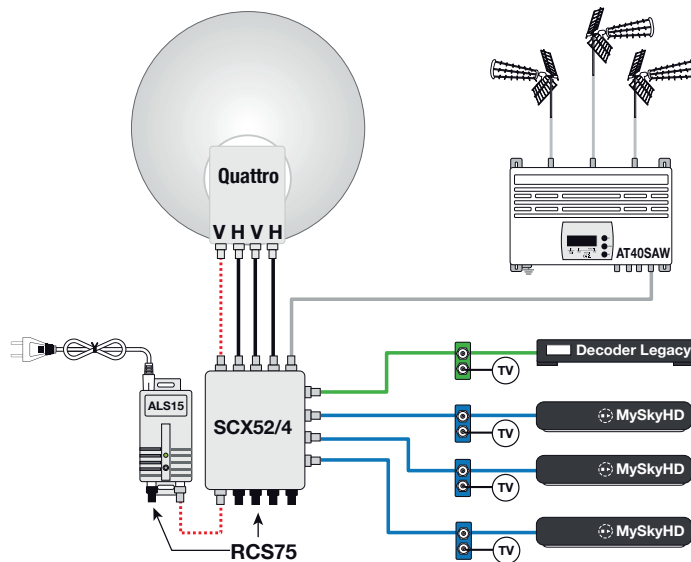 Quattro
V H V H
AT40SAW
ALS15
SCX52/4
RCS75
Decoder Legacy
TV
MySkyHD
TV
MySkyHD
TV
MySkyHD
TV